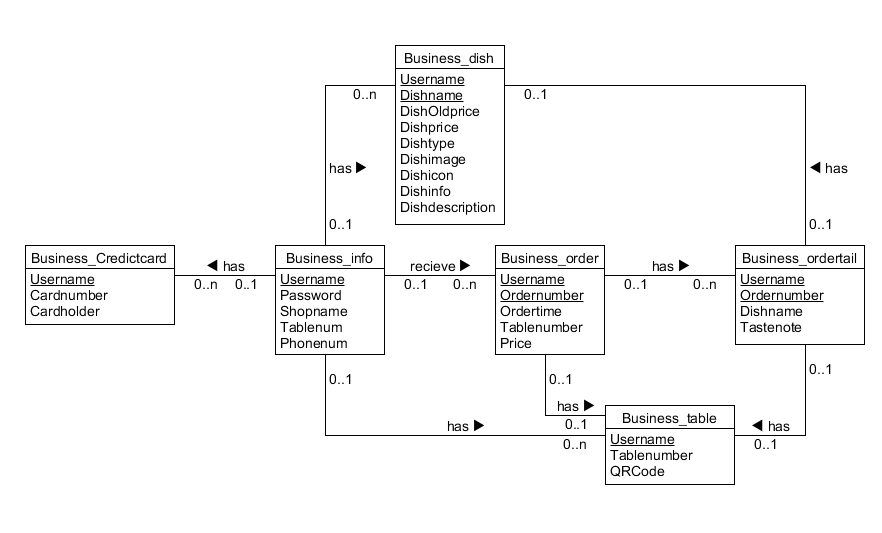 Business_dish
Username
Dishname
DishOldprice
Dishprice
Dishtype
Dishimage
Dishicon
Dishinfo
Dishdescription
0..n
0..1
has
has
0..1
0..1
Business_Credictcard
Username
Cardnumber
Cardholder
has
0..n 0..1
Business_info
Username
Password
Shopname
Tablenum
Phonenum
recieve
0..1 0..n
Business_order
Username
Ordernumber
Ordertime
Tablenumber
Price
has
0..1 0..n
Business_ordertail
Username
Ordernumber
Dishname
Tastenote
0..1
0..1
0..1
has
0..1
has
0..n
Business_table
Username
Tablenumber
QRCode
has
0..1